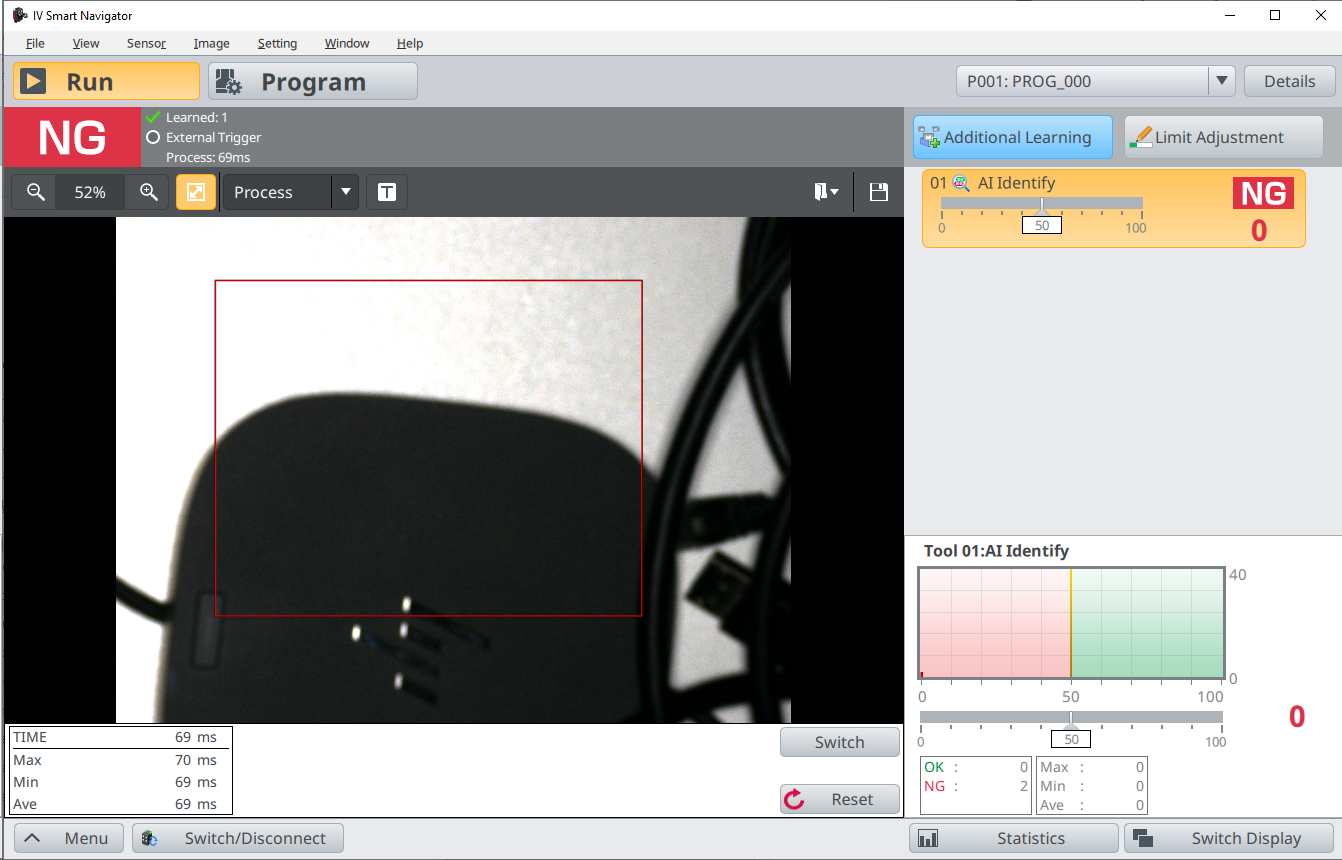 IV Smart Navigator
File View Sensor Image Setting Window Help
Run Program P001: PROG_000 Details
NG
Learned: 1
External Trigger
Process: 69ms
Additional Learning Limit Adjustment
52% Process T
01 AI Identify NG
0 50 100 0
Tool 01:AI Identify
40
0
0 50 100
0 50 100 0
TIME 69 ms
Max 70 ms
Min 69 ms
Ave 69 ms
Switch
Reset
OK : 0
NG : 2
Max : 0
Min : 0
Ave : 0
Menu Switch/Disconnect Statistics Switch Display